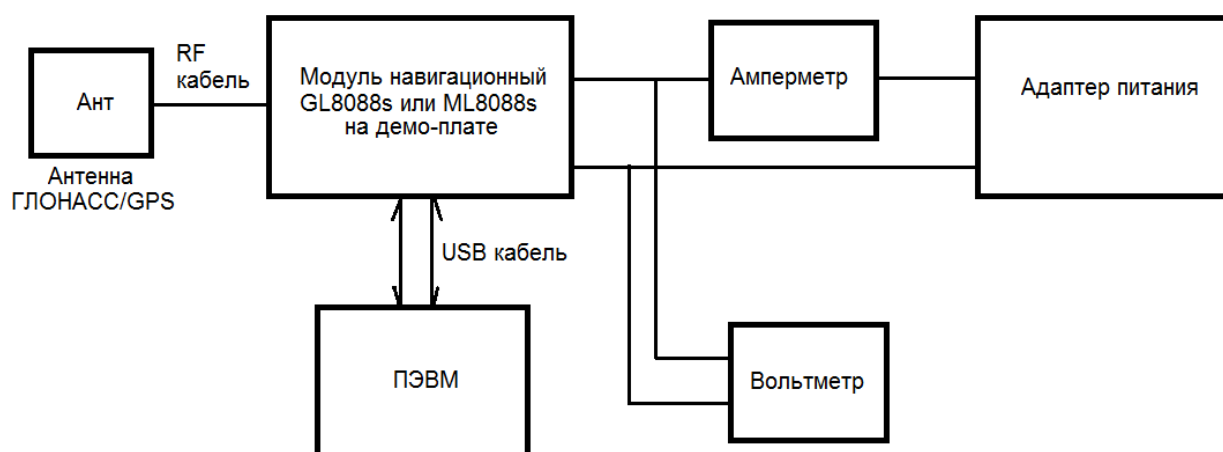 Ант
Антенна
ГЛОНАСС/GPS
RF
кабель
Модуль навигационный
GL8088s или ML8088s
на демо-плате
Амперметр
Адаптер питания
USB кабель
ПЭВМ
Вольтметр